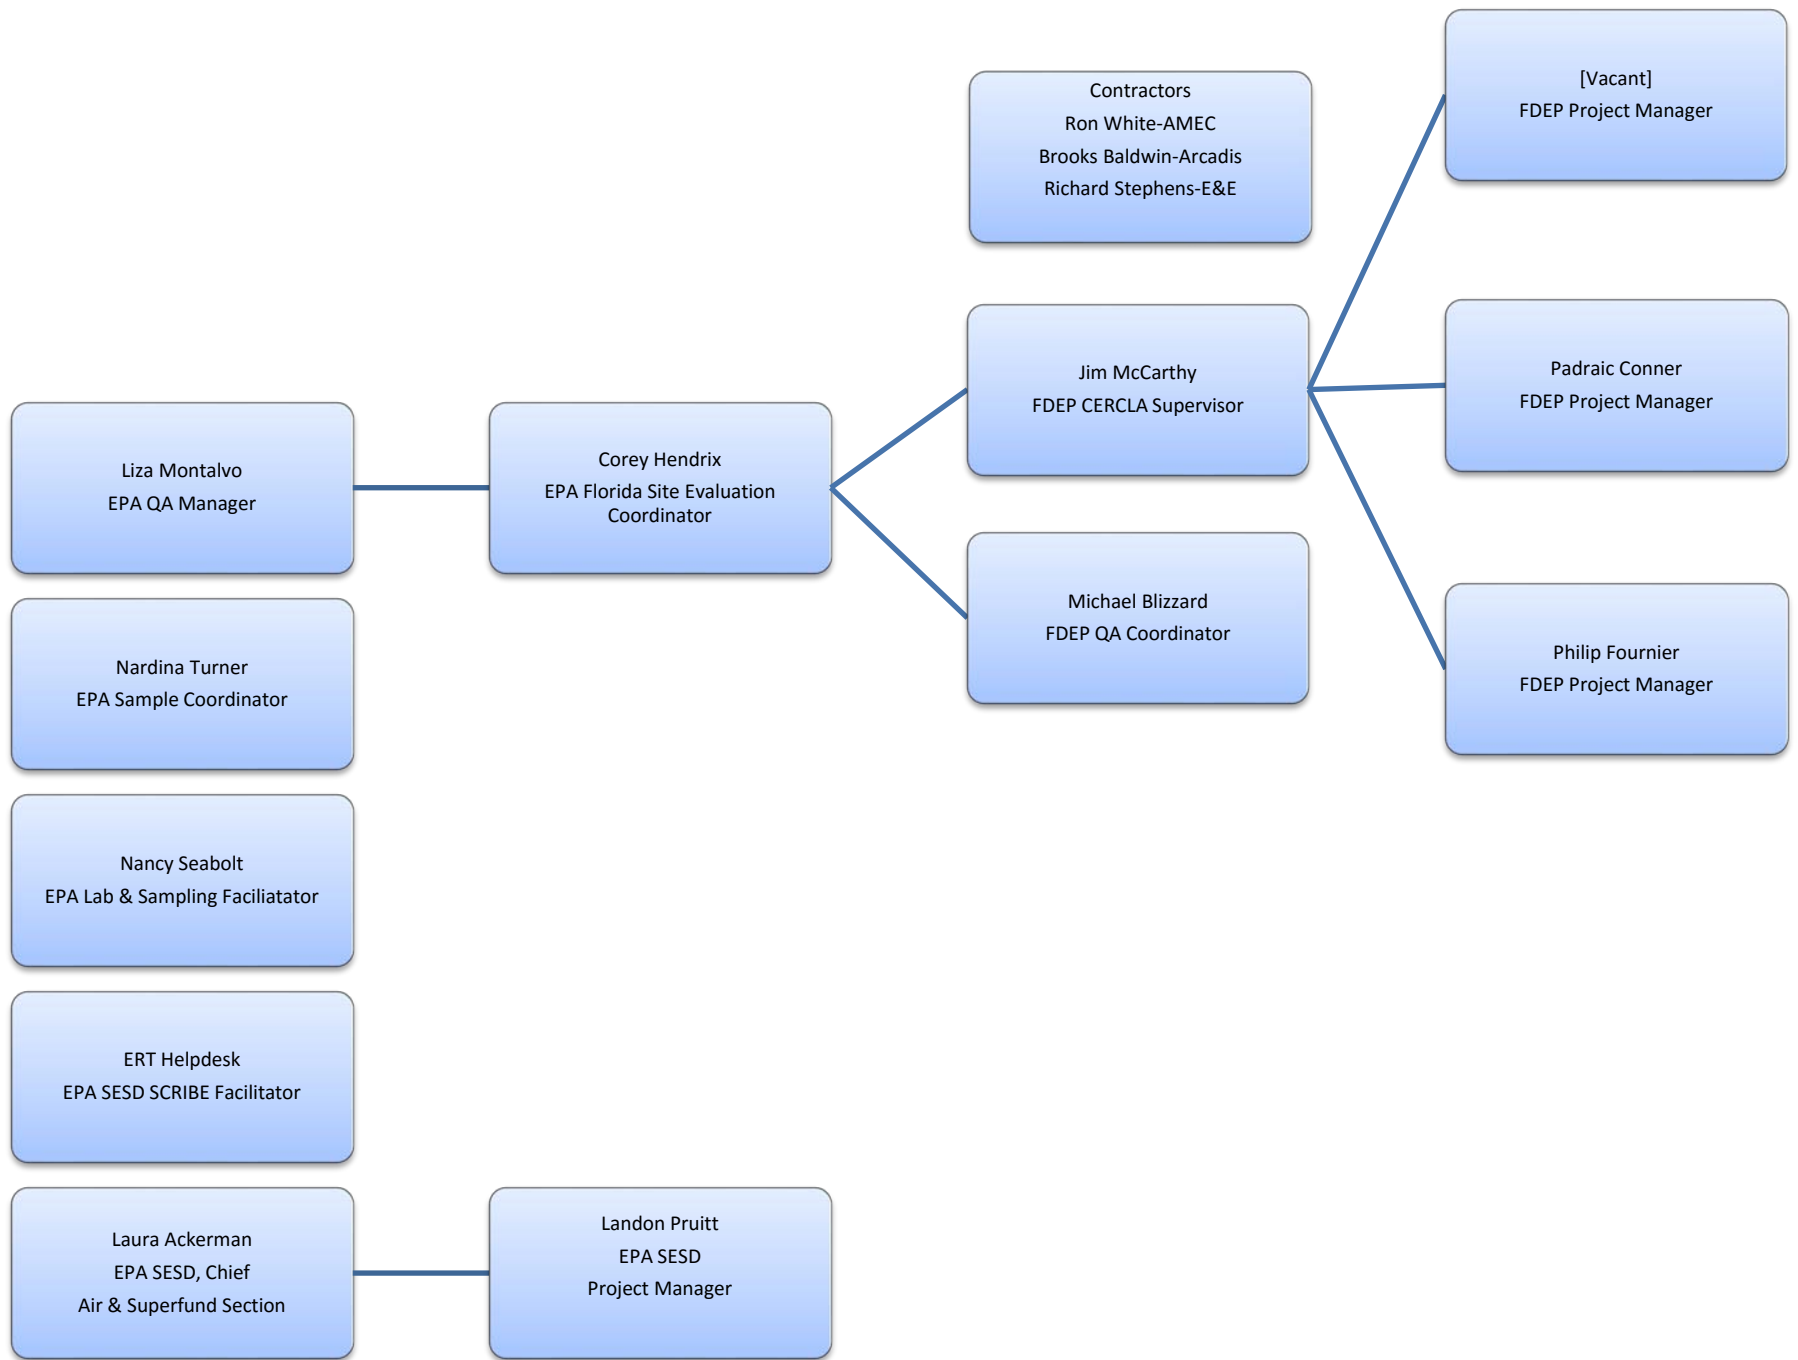 [Vacant]
FDEP Project Manager
Contractors
Ron White-AMEC
Brooks Baldwin-Arcadis
Richard Stephens-E&E
Jim McCarthy
FDEP CERCLA Supervisor
Padraic Conner
FDEP Project Manager
Liza Montalvo
EPA QA Manager
Corey Hendrix
EPA Florida Site Evaluation
Coordinator
Michael Blizzard
FDEP QA Coordinator
Philip Fournier
FDEP Project Manager
Nardina Turner
EPA Sample Coordinator
Nancy Seabolt
EPA Lab & Sampling Faciliatator
ERT Helpdesk
EPA SESD SCRIBE Facilitator
Laura Ackerman
EPA SESD, Chief
Air & Superfund Section
Landon Pruitt
EPA SESD
Project Manager